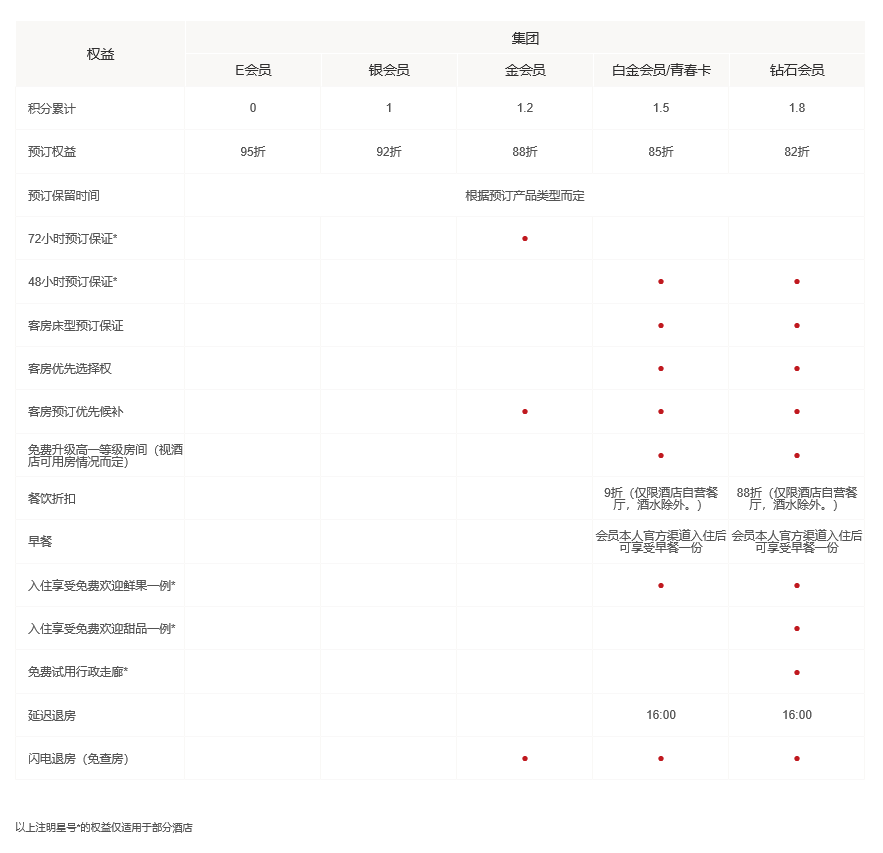 权益
集团
E会员 银会员 金会员 白金会员/青春卡 钻石会员
积分累计 0 1 1.2 1.5 1.8
预订权益 95折 92折 88折 85折 82折
预订保留时间 根据预订产品类型而定
72小时预订保证* ●
48小时预订保证* ● ●
客房床型预订保证 ● ●
客房优先选择权 ● ●
客房预订优先候补 ● ● ●
免费升级高一等级房间（视酒
店可用房情况而定） ● ●
餐饮折扣 9折（仅限酒店自营餐 88折（仅限酒店自营餐
厅，酒水除外。） 厅，酒水除外。）
早餐 会员本人官方渠道入住后 会员本人官方渠道入住后
可享受早餐一份 可享受早餐一份
入住享受免费欢迎鲜果一例* ● ●
入住享受免费欢迎甜品一例* ●
免费试用行政走廊* ●
延迟退房 16:00 16:00
闪电退房（免查房） ● ● ●
以上注明星号*的权益仅适用于部分酒店